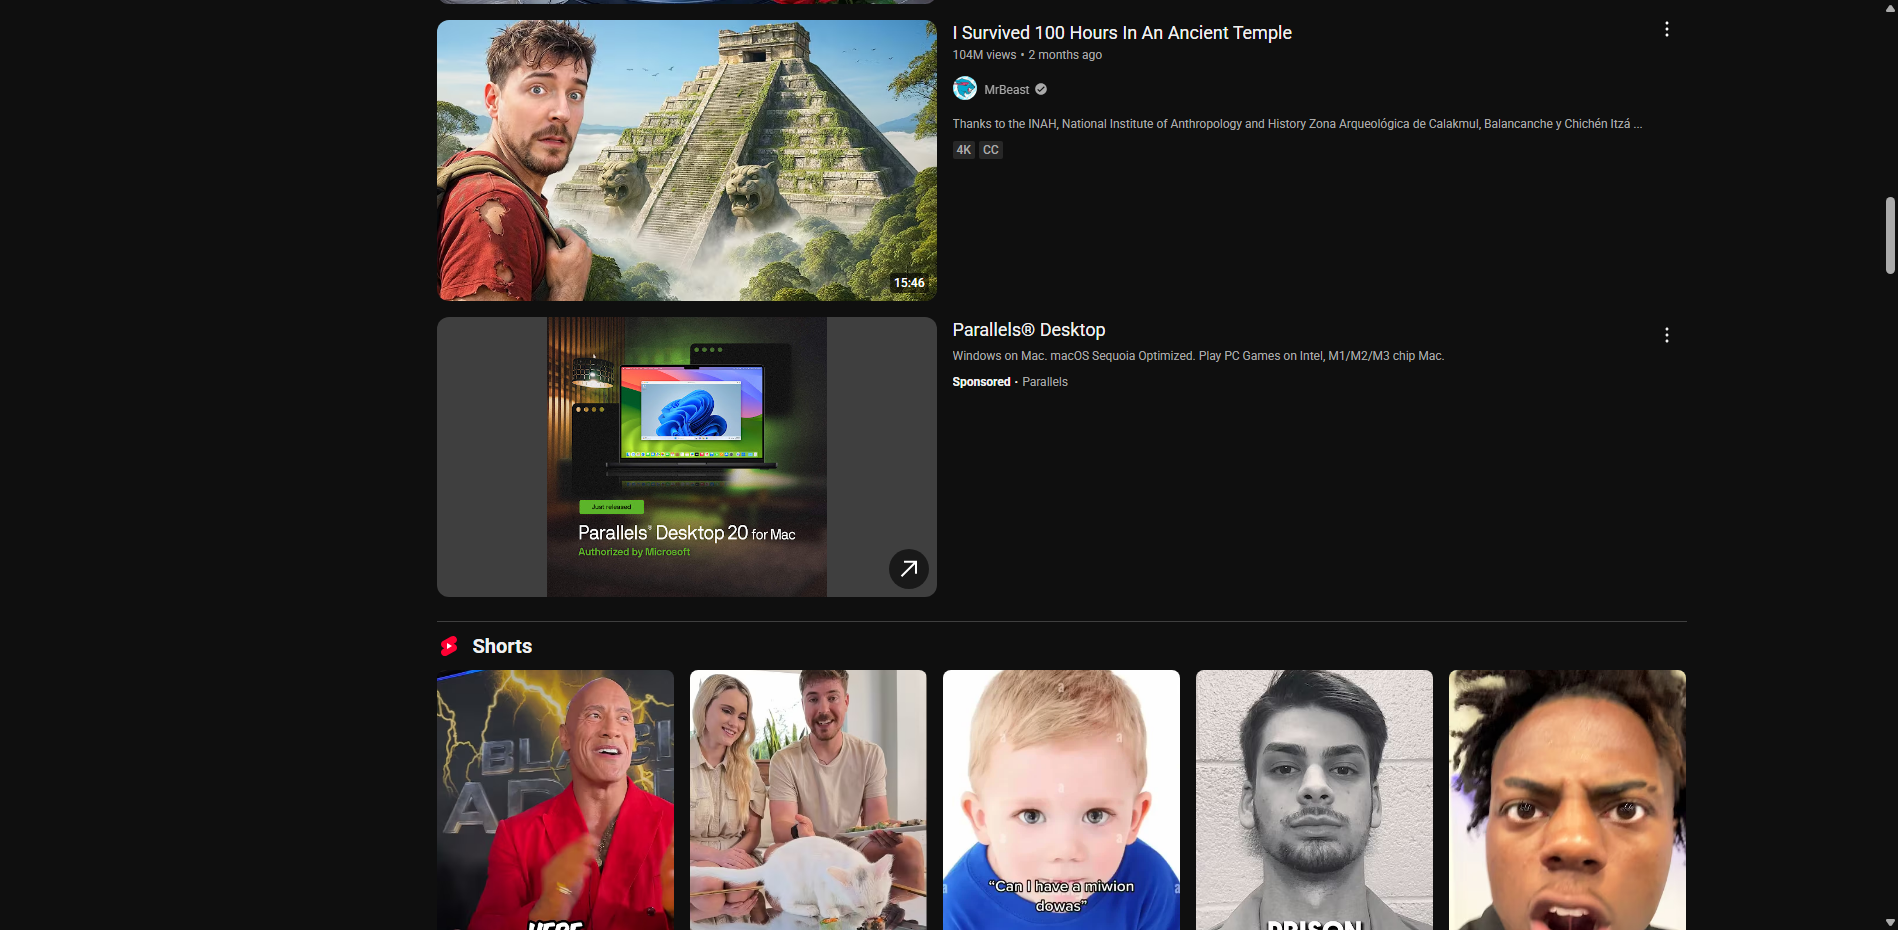 I Survived 100 Hours In An Ancient Temple
104M views • 2 months ago
MrBeast
Thanks to the INAH, National Institute of Anthropology and History Zona Arqueológica de Calakmul, Balancanche y Chichén Itzá ...
4K CC
15:46
Parallels® Desktop
Windows on Mac. macOS Sequoia Optimized. Play PC Games on Intel, M1/M2/M3 chip Mac.
Sponsored · Parallels
Just released
Parallels® Desktop 20 for Mac
Authorized by Microsoft
Shorts
BLACK
AD
HERE
"Can I have a miwion
dowas"
PRISON